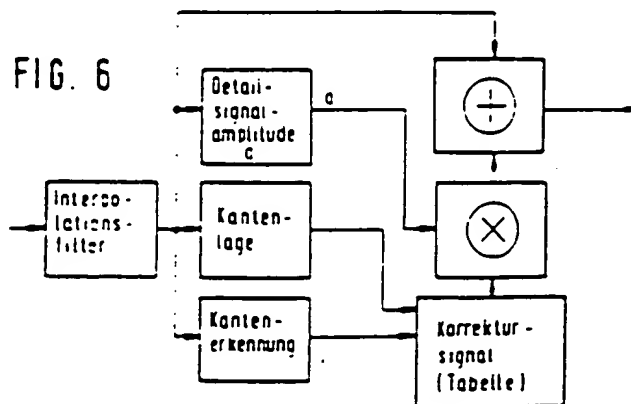 FIG. 6
Detail-
signal-
amplitude
a
a
+
Interpo-
lations-
filter
Kanten-
lage
×
Kanten-
erkennung
Korrektur-
signal
(Tabelle)